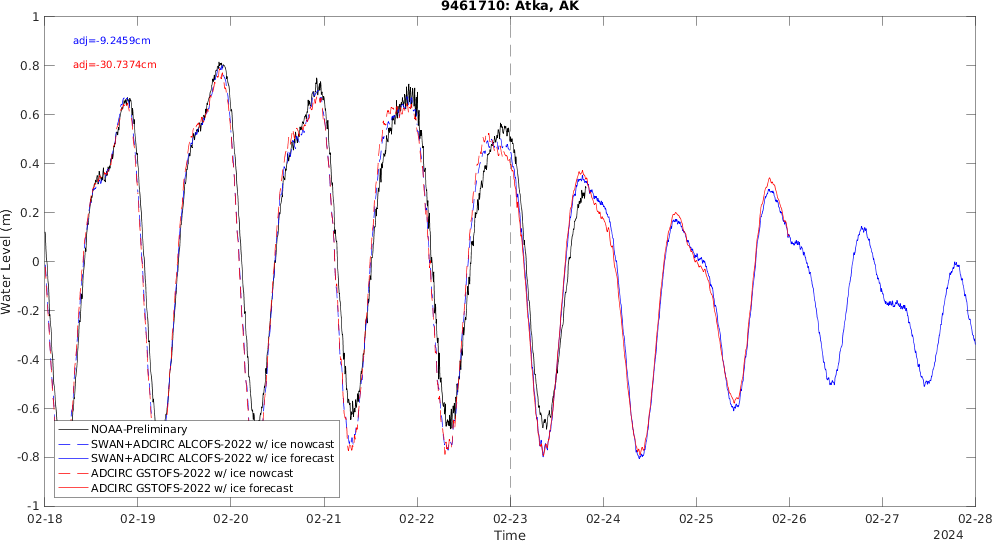 9461710: Atka, AK
adj=-9.2459cm
adj=-30.7374cm
1
0.8
0.6
0.4
0.2
0
-0.2
-0.4
-0.6
-0.8
-1
Water Level (m)
NOAA-Preliminary
SWAN+ADCIRC ALCOFS-2022 w/ ice nowcast
SWAN+ADCIRC ALCOFS-2022 w/ ice forecast
ADCIRC GSTOFS-2022 w/ ice nowcast
ADCIRC GSTOFS-2022 w/ ice forecast
02-18 02-19 02-20 02-21 02-22 02-23 02-24 02-25 02-26 02-27 02-28
Time
2024